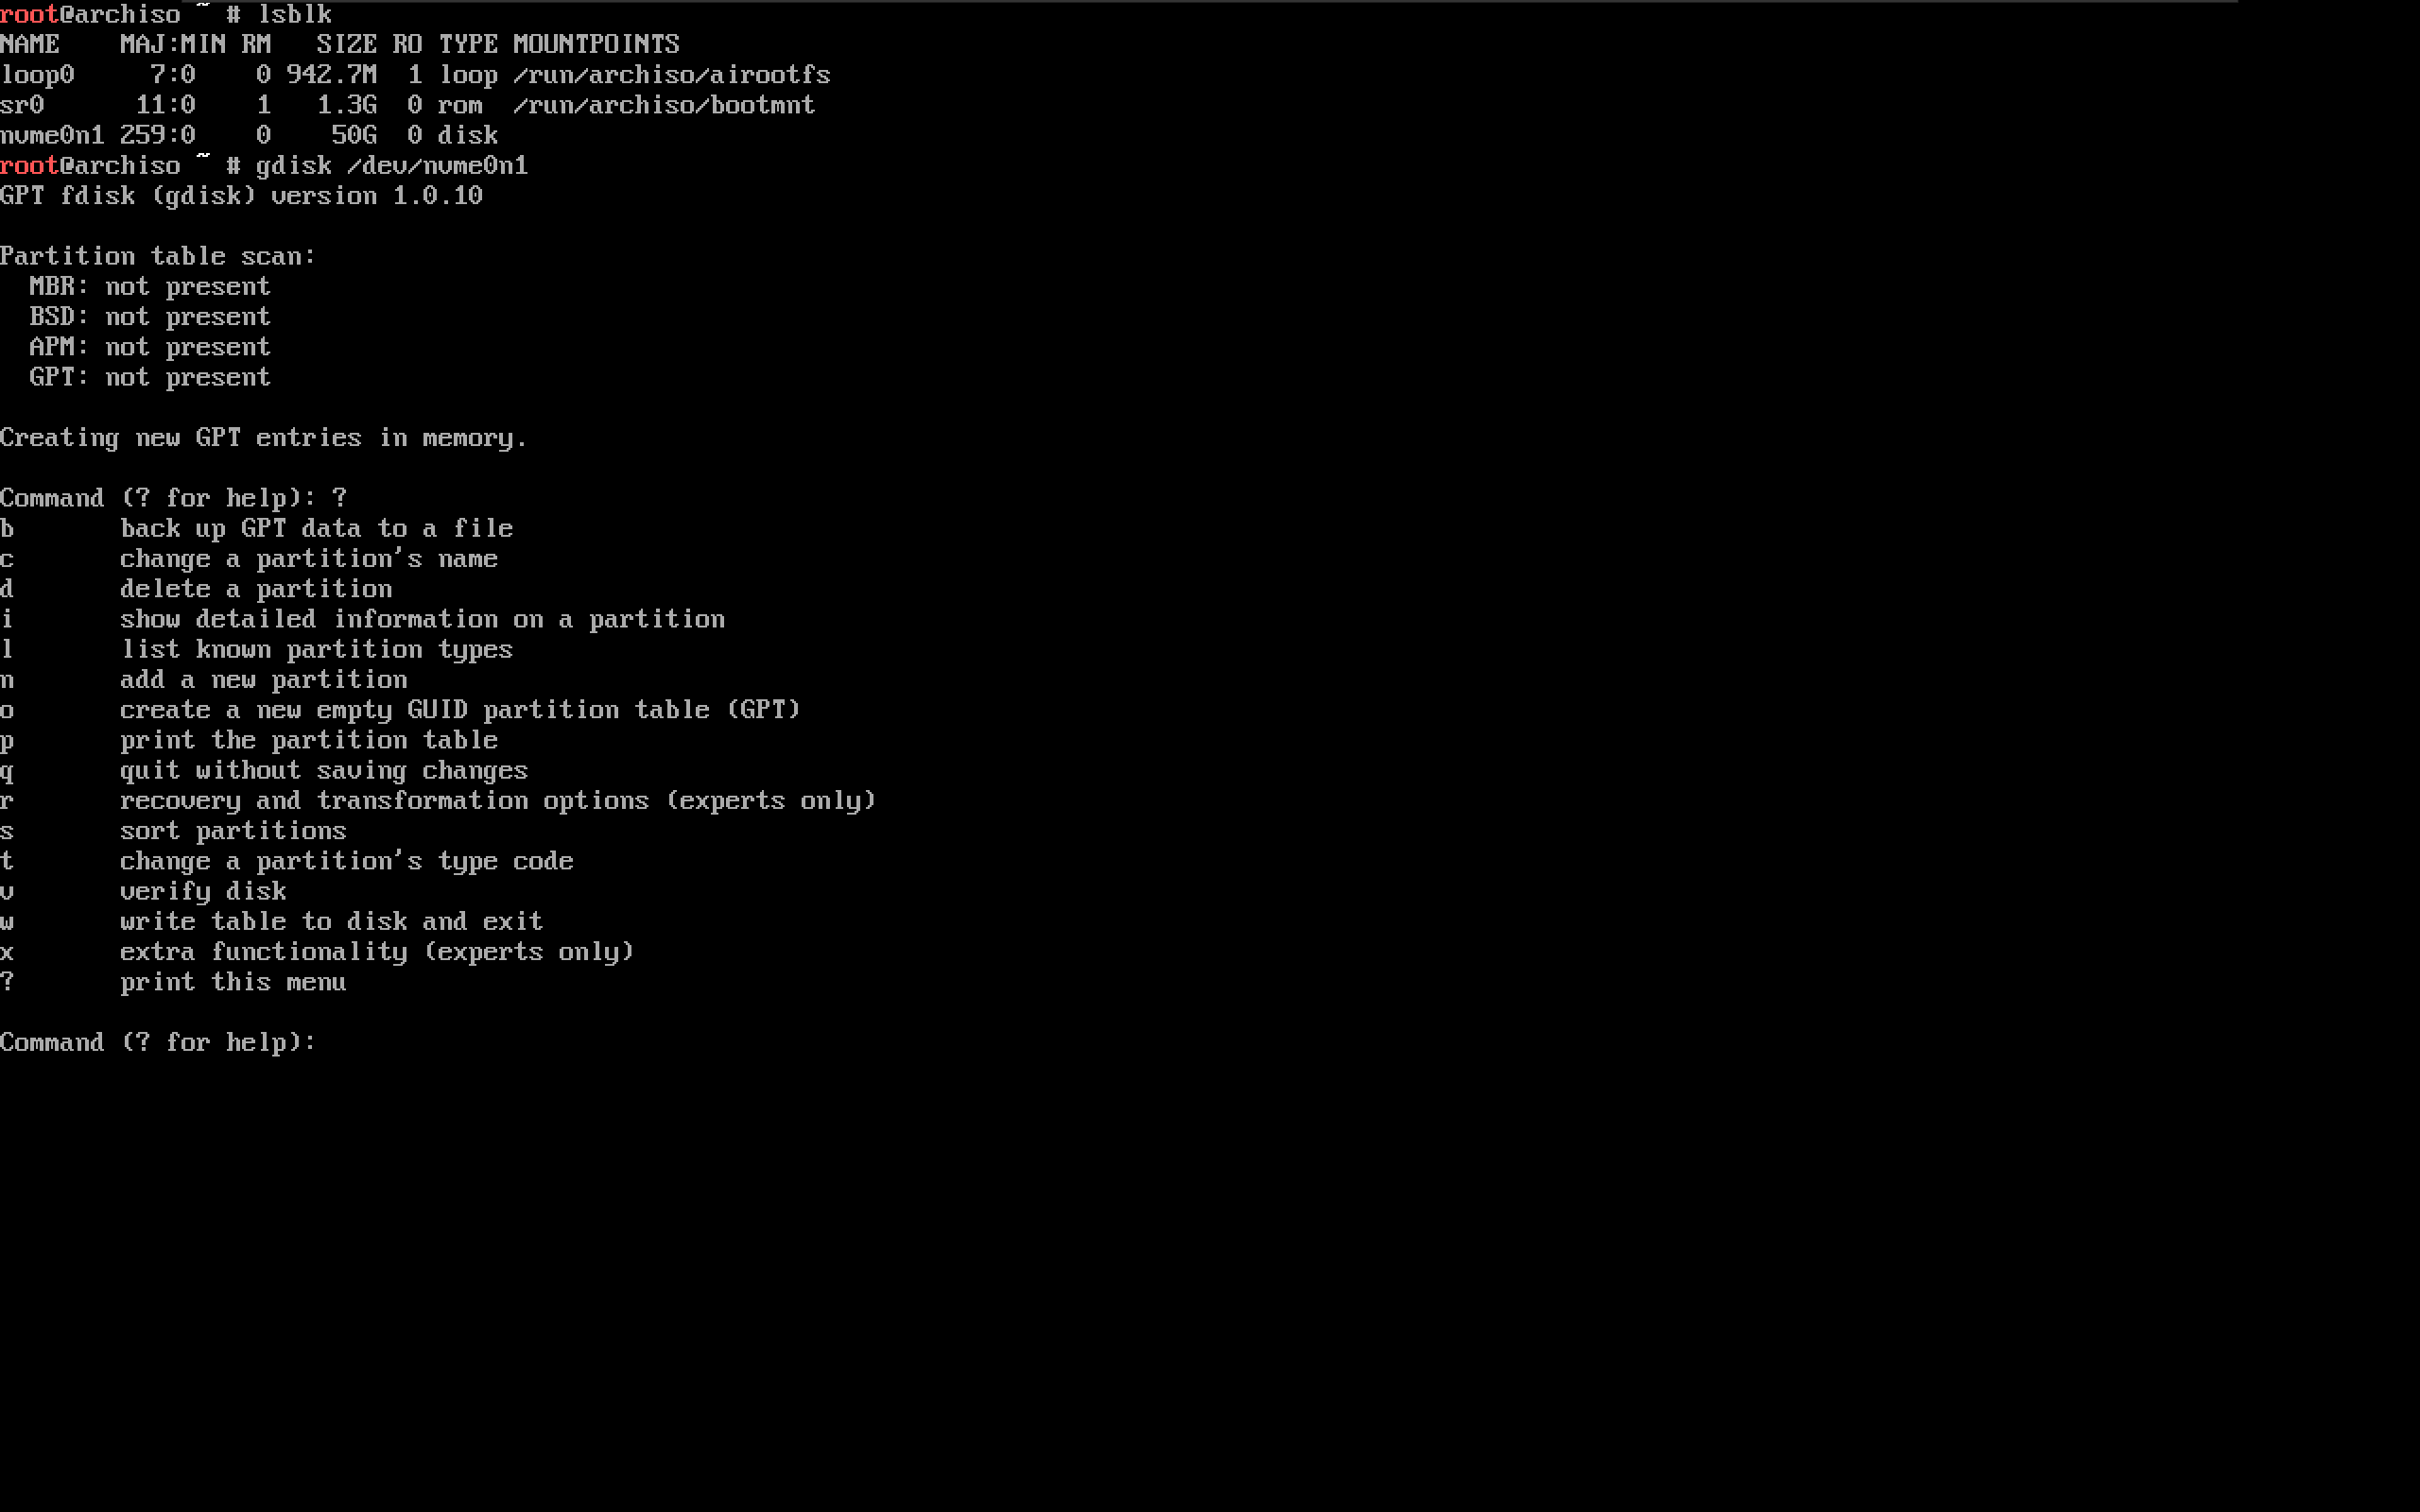 root@archiso ~ # lsblk
NAME    MAJ:MIN RM   SIZE RO TYPE MOUNTPOINTS
loop0     7:0    0 942.7M  1 loop /run/archiso/airootfs
sr0      11:0    1   1.3G  0 rom  /run/archiso/bootmnt
nvme0n1 259:0    0    50G  0 disk
root@archiso ~ # gdisk /dev/nvme0n1
GPT fdisk (gdisk) version 1.0.10

Partition table scan:
  MBR: not present
  BSD: not present
  APM: not present
  GPT: not present

Creating new GPT entries in memory.

Command (? for help): ?
b       back up GPT data to a file
c       change a partition's name
d       delete a partition
i       show detailed information on a partition
l       list known partition types
n       add a new partition
o       create a new empty GUID partition table (GPT)
p       print the partition table
q       quit without saving changes
r       recovery and transformation options (experts only)
s       sort partitions
t       change a partition's type code
v       verify disk
w       write table to disk and exit
x       extra functionality (experts only)
?       print this menu

Command (? for help):